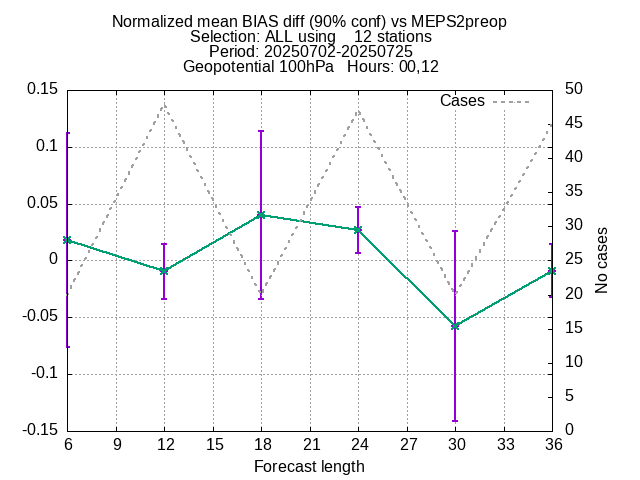 Normalized mean BIAS diff (90% conf) vs MEPS2preop
Selection: ALL using    12 stations
Period: 20250702-20250725
Geopotential 100hPa   Hours: 00,12
Cases
0.15
0.1
0.05
0
-0.05
-0.1
-0.15
50
45
40
35
30
25
20
15
10
5
0
No cases
6 9 12 15 18 21 24 27 30 33 36
Forecast length